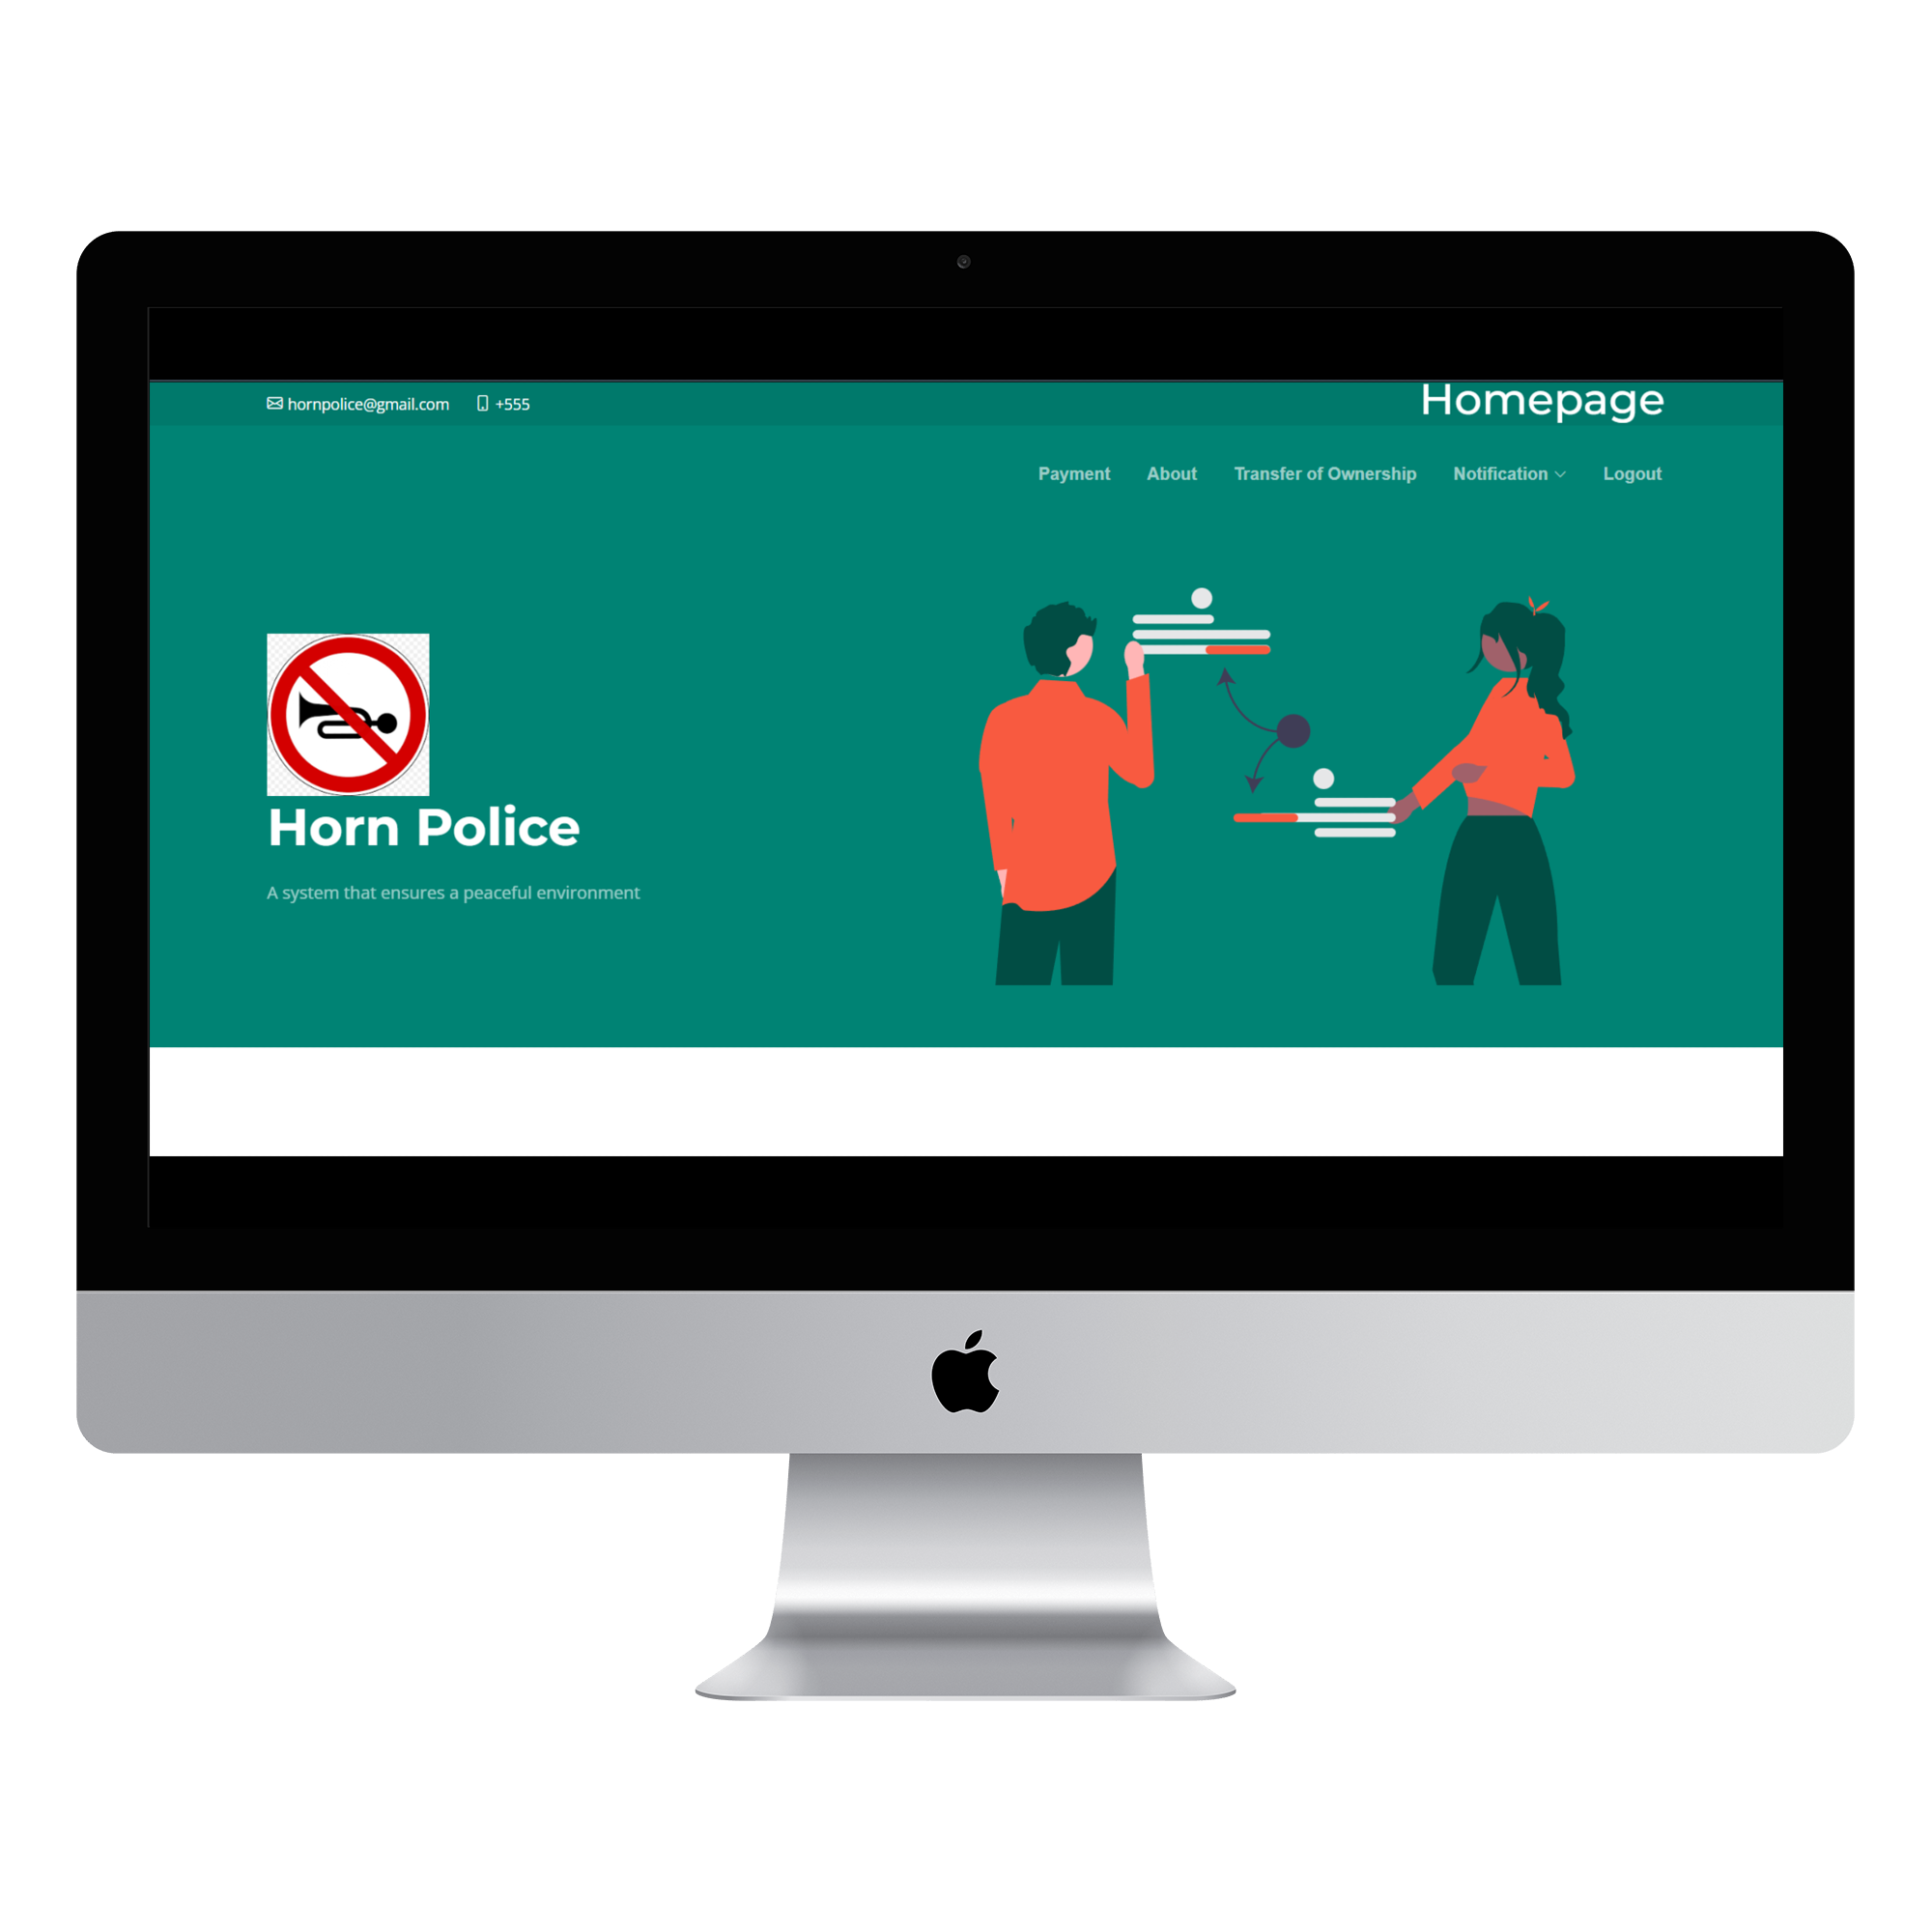 hornpolice@gmail.com +555
Homepage
Payment About Transfer of Ownership Notification Logout
Horn Police
A system that ensures a peaceful environment